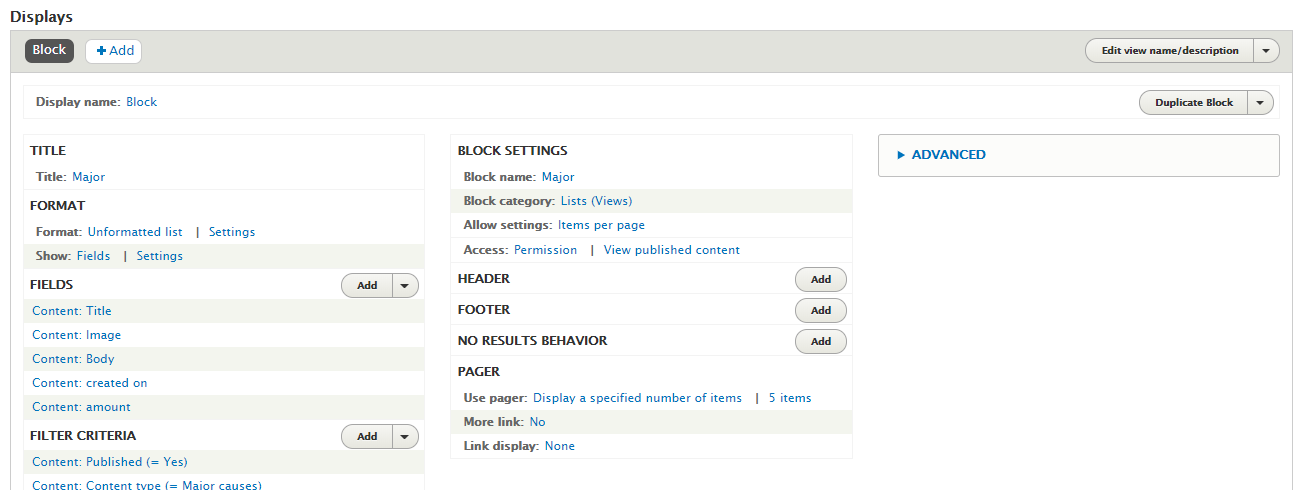 Displays
Block
Add
Edit view name/description
Display name: Block
Duplicate Block
TITLE
Title: Major
FORMAT
Format: Unformatted list | Settings
Show: Fields | Settings
FIELDS
Add
Content: Title
Content: Image
Content: Body
Content: created on
Content: amount
FILTER CRITERIA
Add
Content: Published (= Yes)
Content: Content type (= Major causes)
BLOCK SETTINGS
Block name: Major
Block category: Lists (Views)
Allow settings: Items per page
Access: Permission | View published content
HEADER
Add
FOOTER
Add
NO RESULTS BEHAVIOR
Add
PAGER
Use pager: Display a specified number of items | 5 items
More link: No
Link display: None
ADVANCED